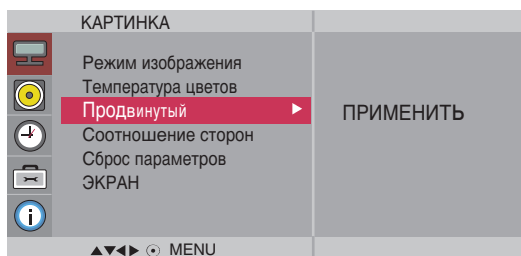 КАРТИНКА
Режим изображения
Температура цветов
Продвинутый ▶
ПРИМЕНИТЬ
Соотношение сторон
Сброс параметров
ЭКРАН
▲▼◀▶ ⊙ MENU